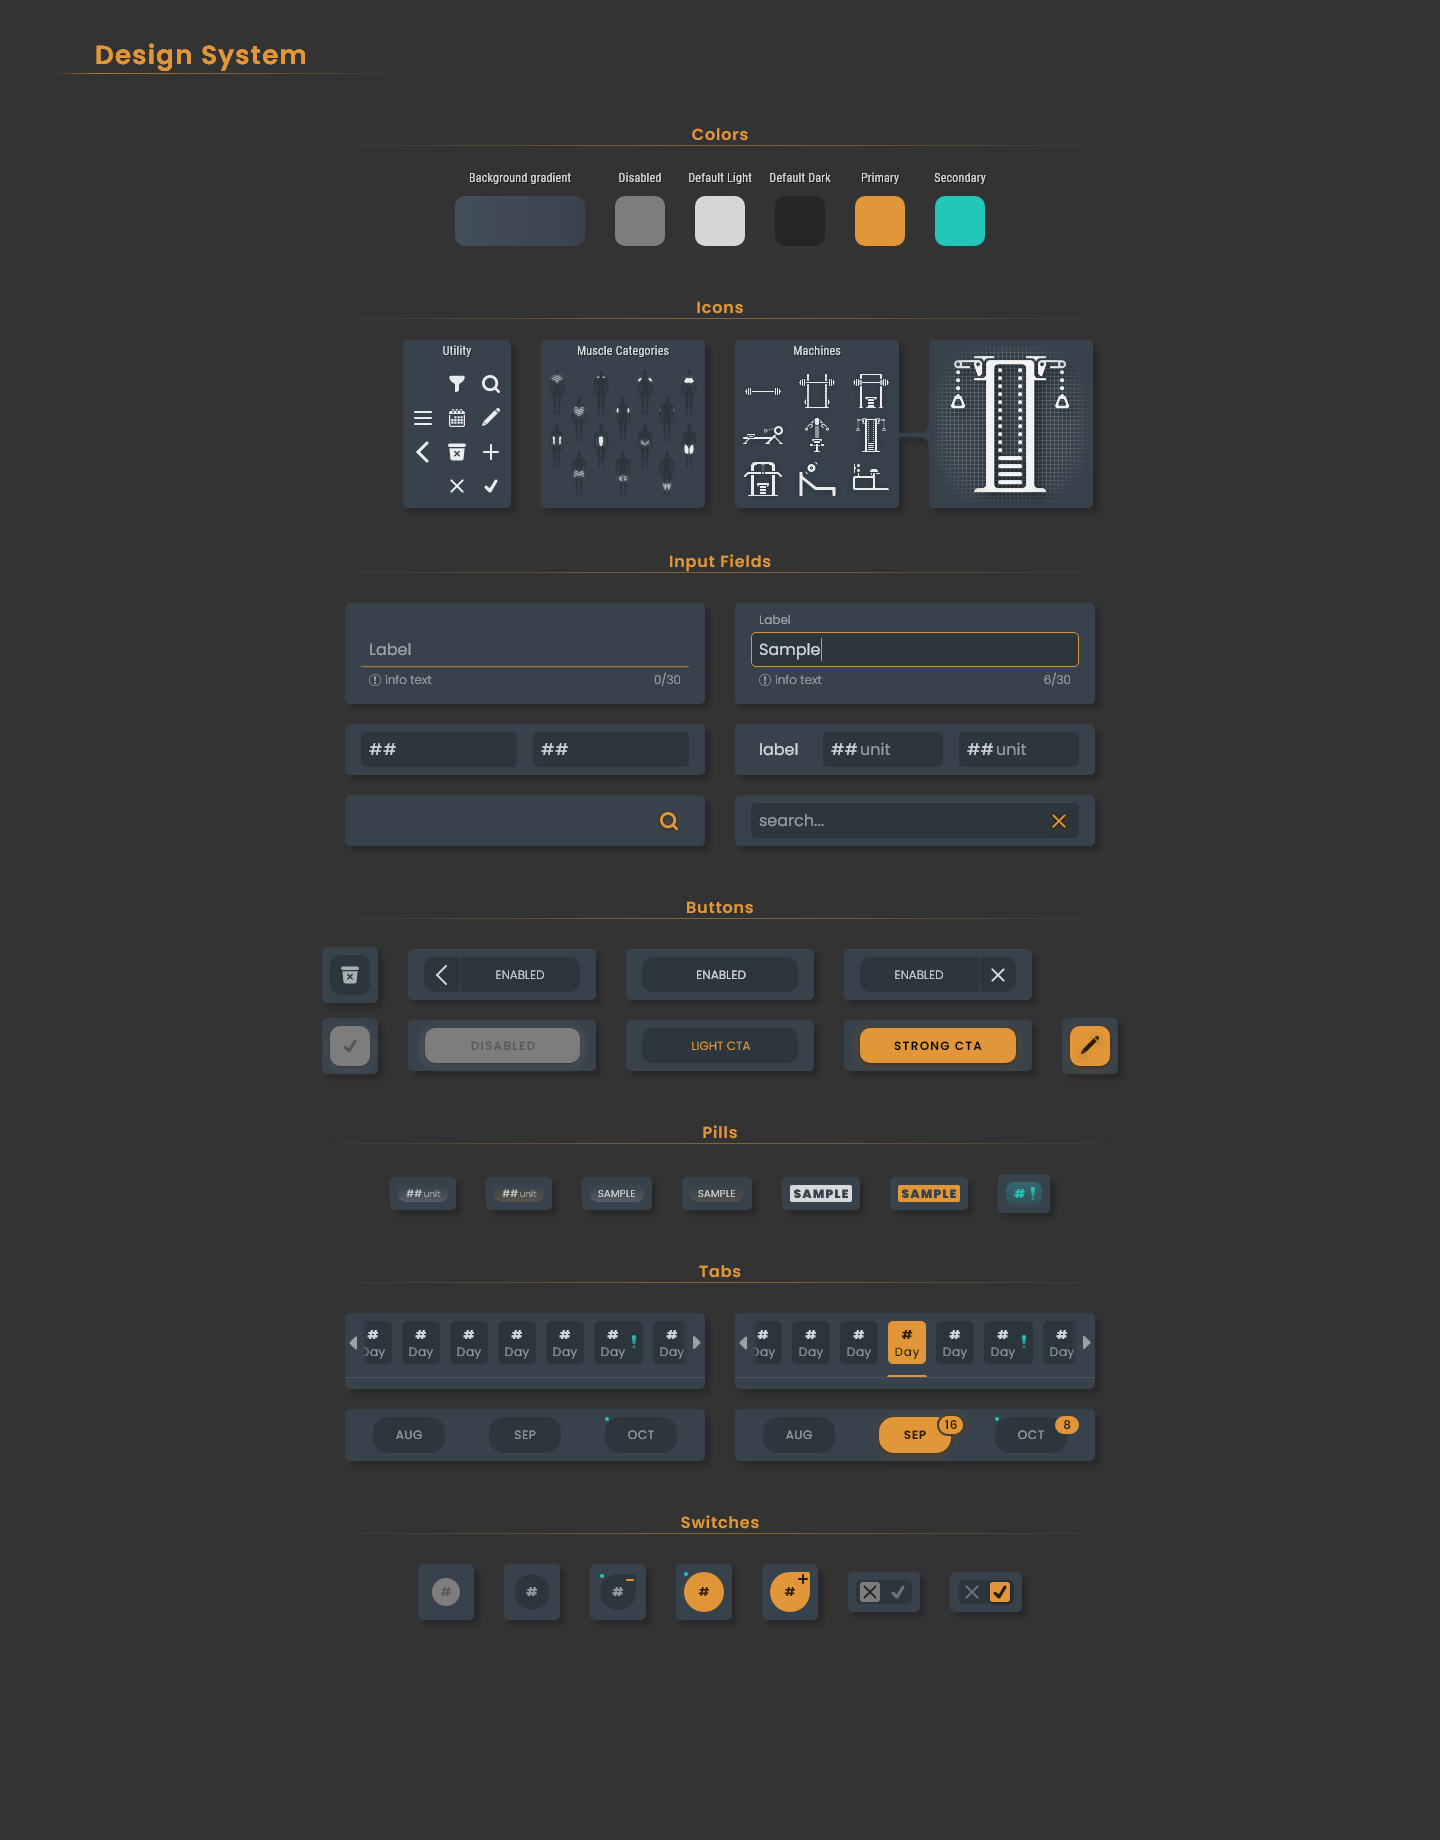 Design System
Colors
Background gradient Disabled Default Light Default Dark Primary Secondary
Icons
Utility Muscle Categories Machines
Input Fields
Label
Label
Sample
info text 0/30
info text 6/30
## ##
label ## unit ## unit
search...
Buttons
ENABLED ENABLED ENABLED
DISABLED LIGHT CTA STRONG CTA
Pills
## unit ## unit SAMPLE SAMPLE SAMPLE SAMPLE # !
Tabs
# # # # # # ! #
Day Day Day Day Day Day Day
# # # # # # ! #
Day Day Day Day Day Day Day
AUG SEP OCT
AUG SEP 16 OCT 8
Switches
# # # # #